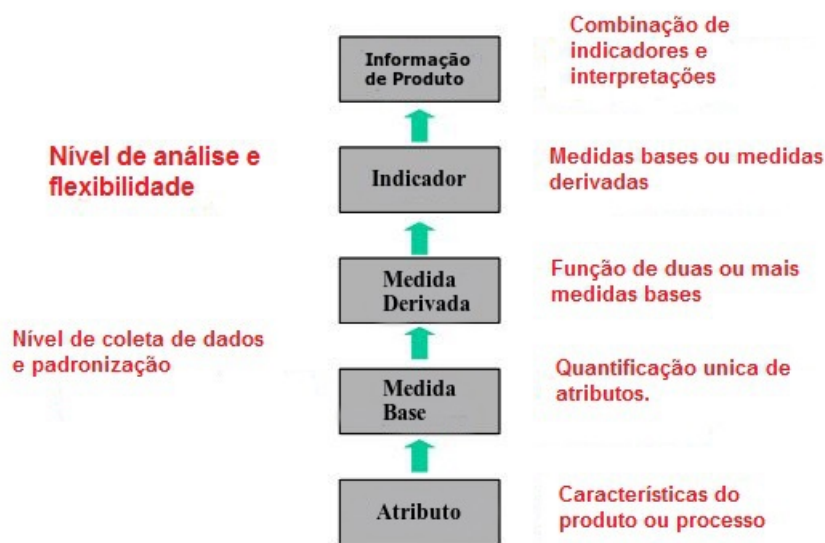 Informação
de Produto
Combinação de
indicadores e
interpretações
Nível de análise e
flexibilidade
Indicador
Medidas bases ou medidas
derivadas
Medida
Derivada
Função de duas ou mais
medidas bases
Nível de coleta de dados
e padronização
Medida
Base
Quantificação unica de
atributos.
Atributo
Características do
produto ou processo